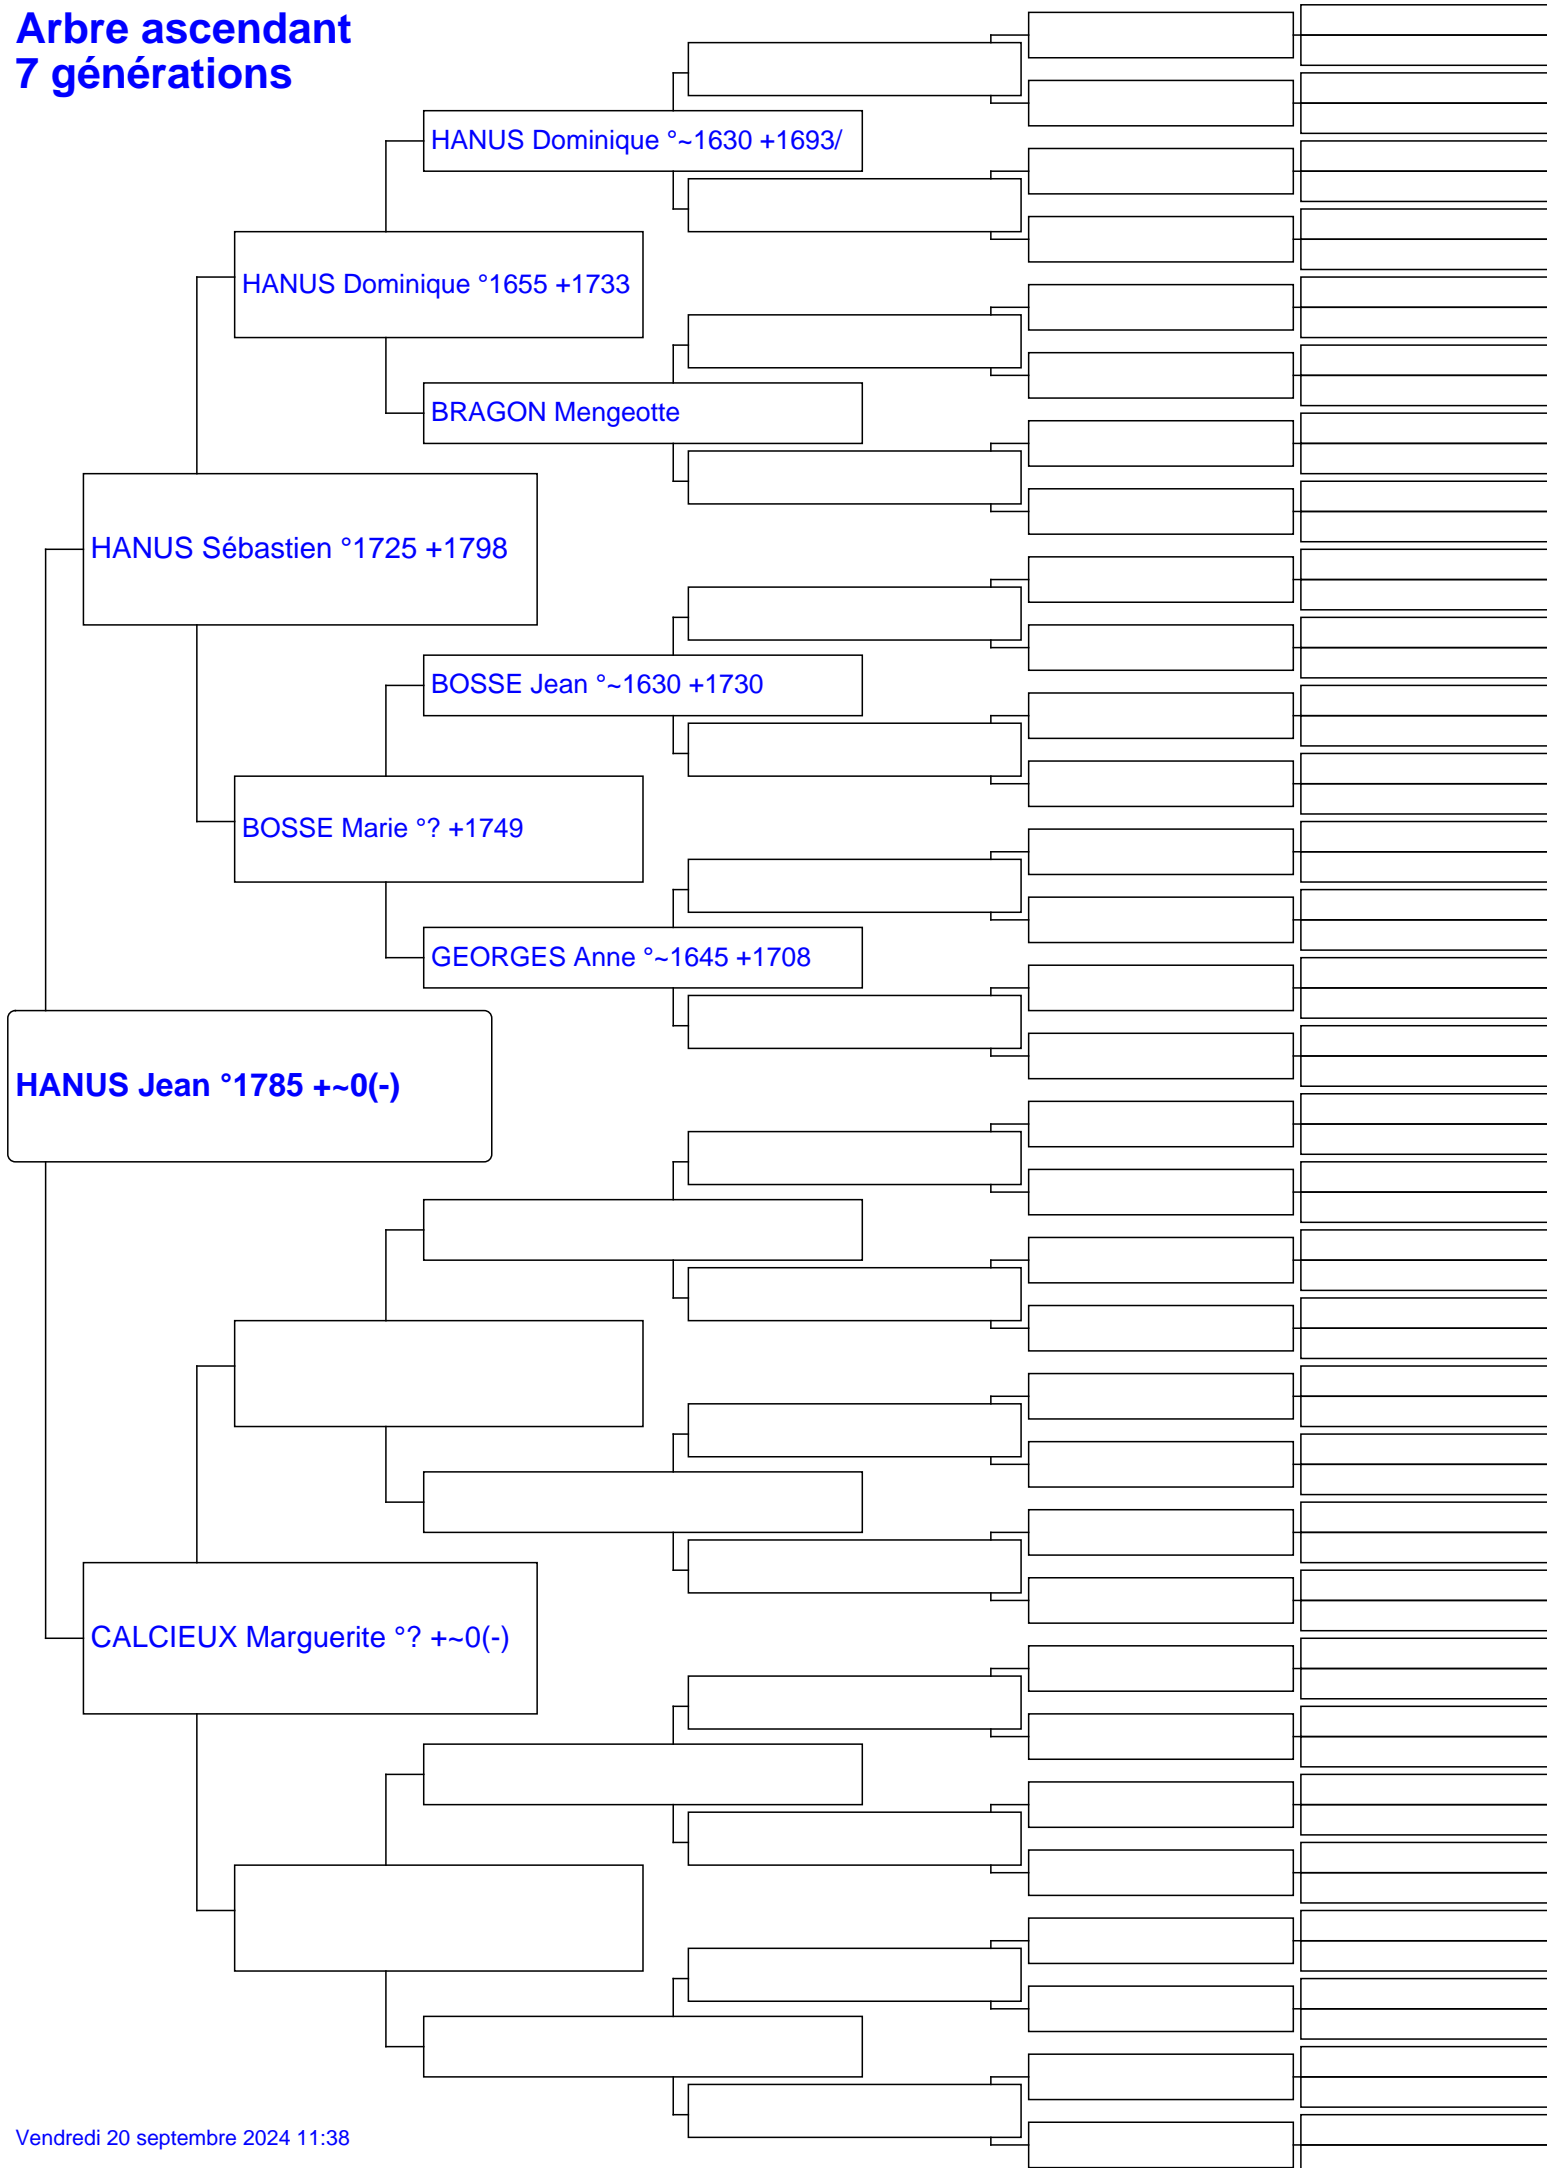 Arbre ascendant
7 générations
HANUS Dominique °~1630 +1693/
HANUS Dominique °1655 +1733
BRAGON Mengeotte
HANUS Sébastien °1725 +1798
BOSSE Jean °~1630 +1730
BOSSE Marie °? +1749
GEORGES Anne °~1645 +1708
HANUS Jean °1785 +~0(-)
CALCIEUX Marguerite °? +~0(-)
Vendredi 20 septembre 2024 11:38